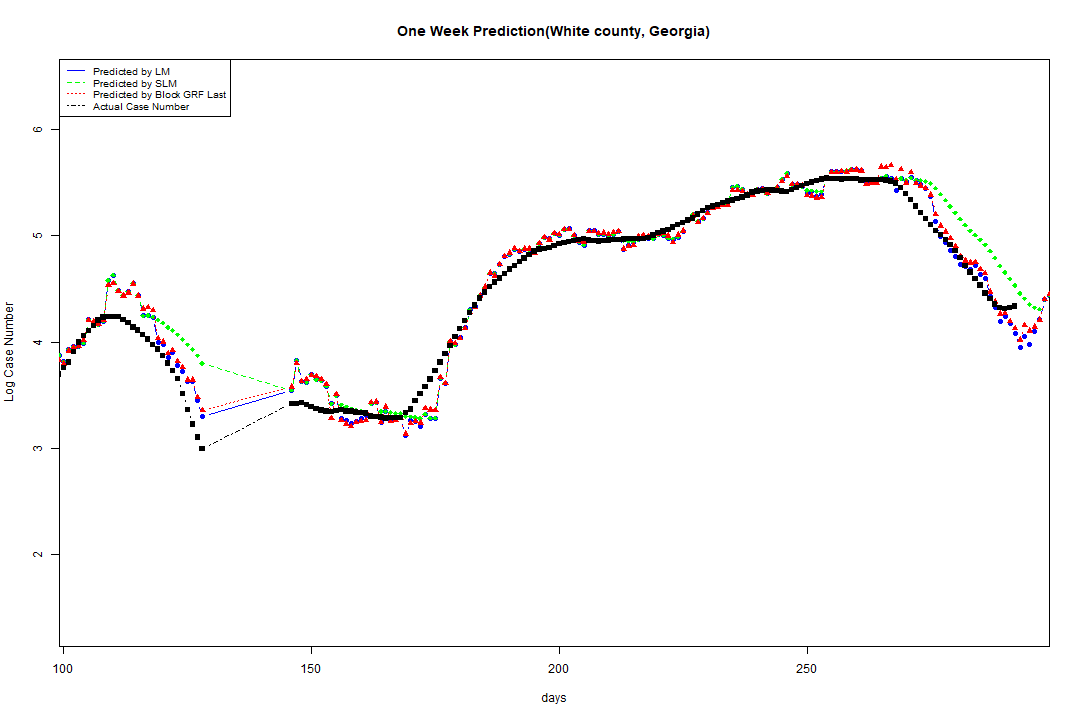 One Week Prediction(White county, Georgia)
Predicted by LM
Predicted by SLM
Predicted by Block GRF Last
Actual Case Number
6
5
4
3
2
Log Case Number
100 150 200 250
days